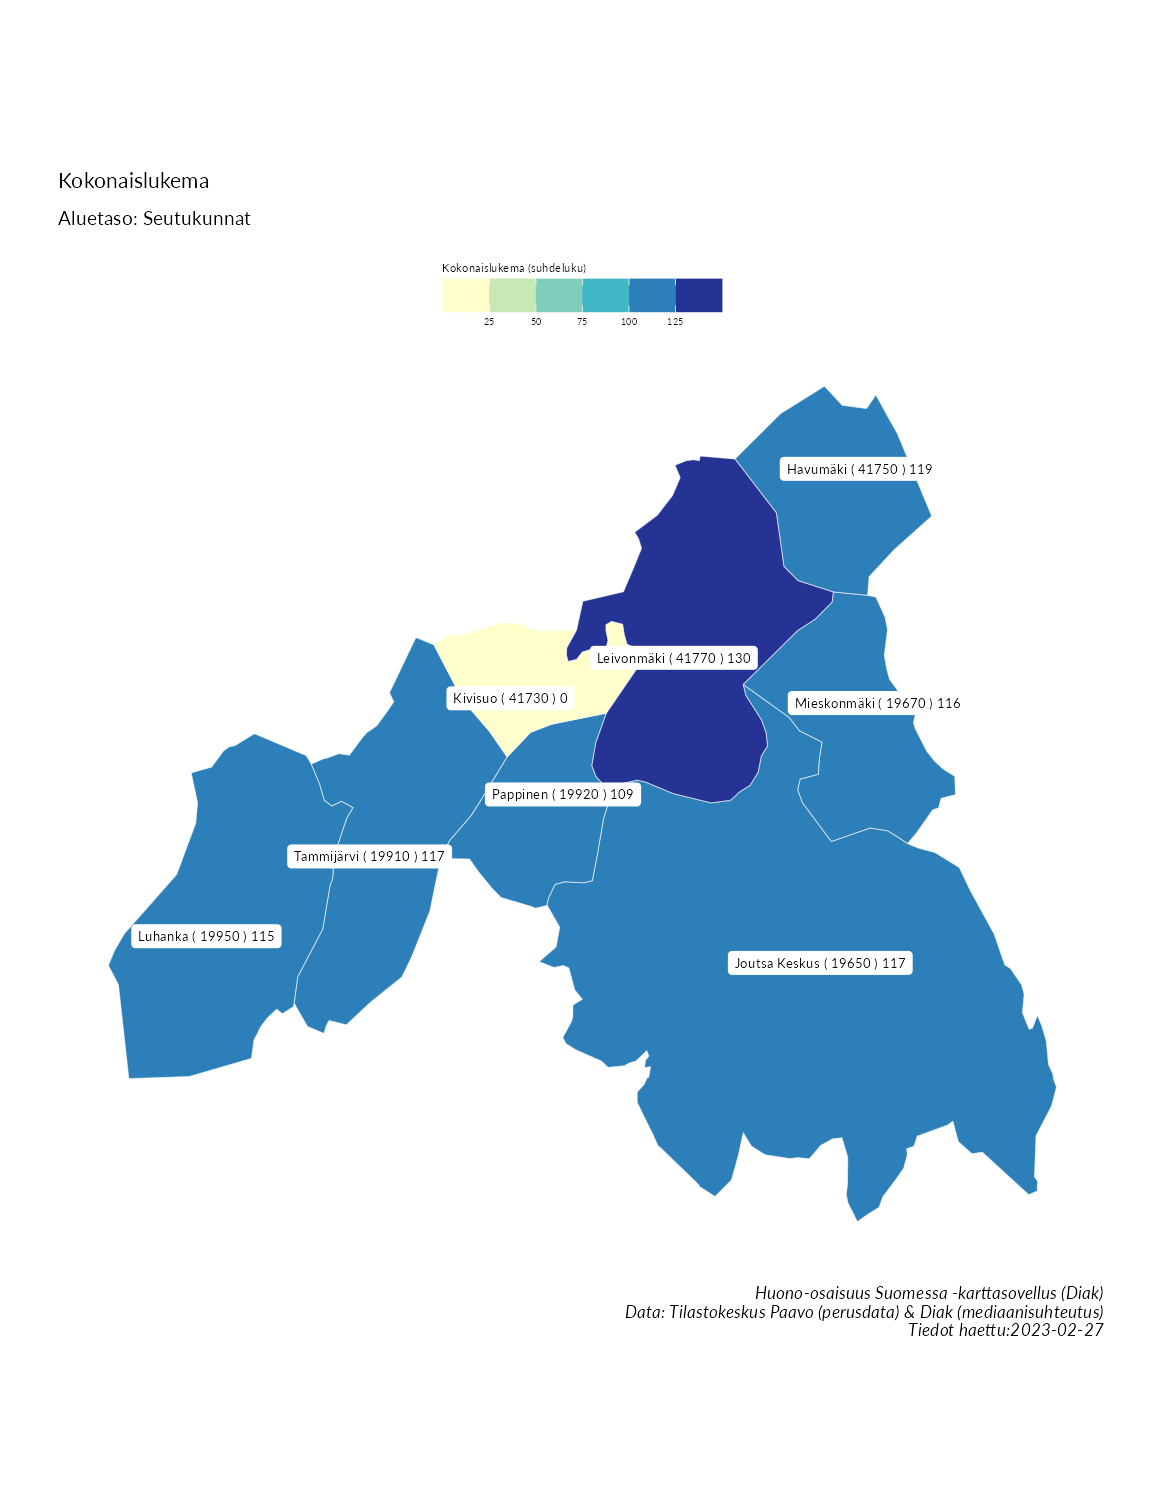 Kokonaislukema
Aluetaso: Seutukunnat
Kokonaislukema (suhdeluku)
25 50 75 100 125
Havumäki ( 41750 ) 119
Leivonmäki ( 41770 ) 130
Kivisuo ( 41730 ) 0
Mieskonmäki ( 19670 ) 116
Pappinen ( 19920 ) 109
Tammijärvi ( 19910 ) 117
Luhanka ( 19950 ) 115
Joutsa Keskus ( 19650 ) 117
Huono-osaisuus Suomessa -karttasovellus (Diak)
Data: Tilastokeskus Paavo (perusdata) & Diak (mediaanisuhteutus)
Tiedot haettu:2023-02-27